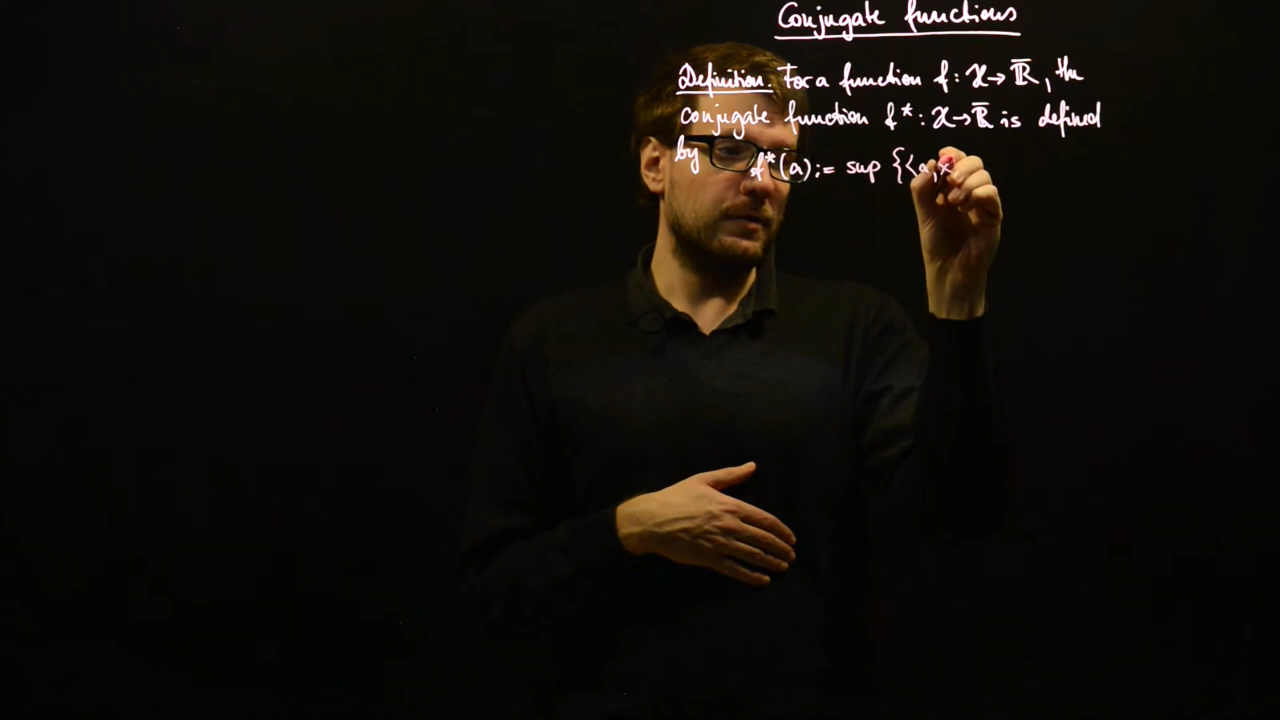 Conjugate functions
Definition. For a function f : X → R̅, the
conjugate function f* : X → R̅ is defined
by f*(a) := sup {⟨a,x